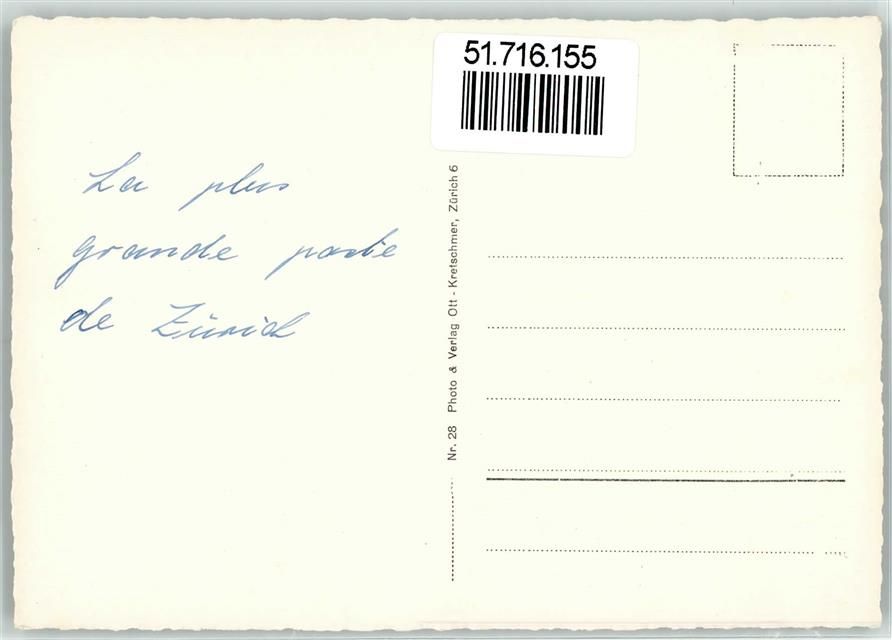 51.716.155
La plus
grande partie
de Zürich
Nr. 28 Photo & Verlag Ott - Kretschmer, Zürich 6